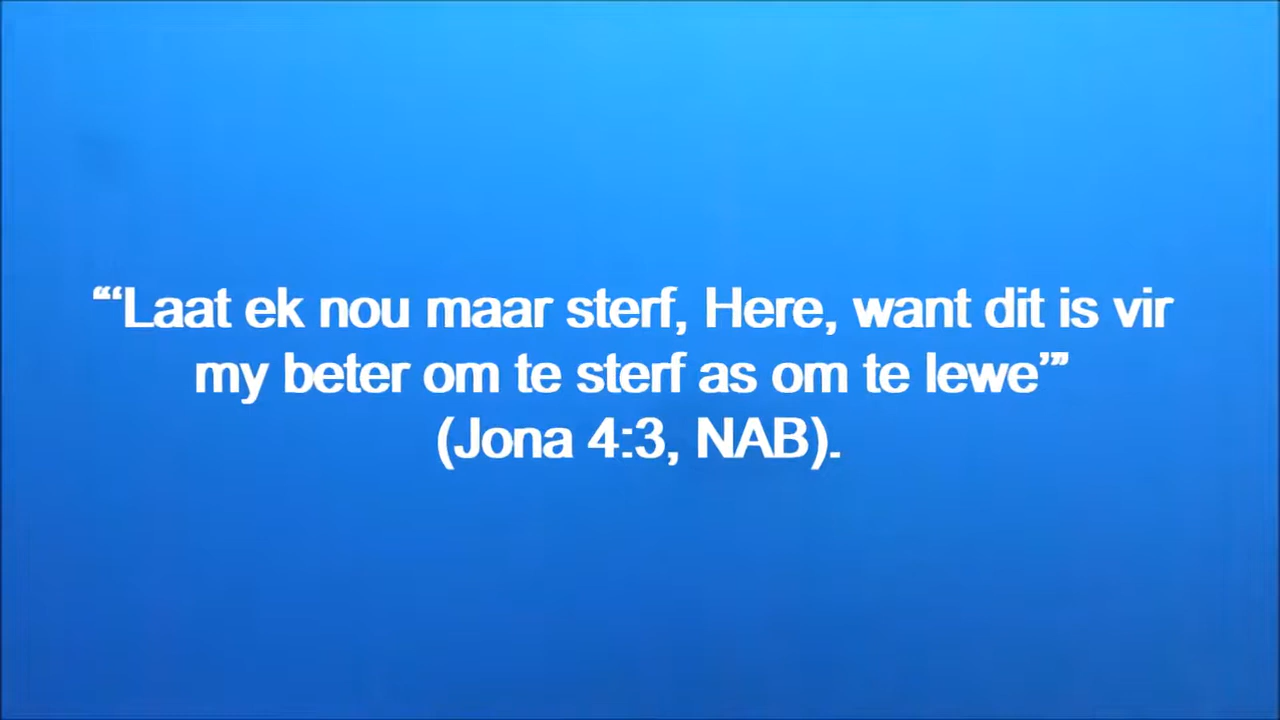 “‘Laat ek nou maar sterf, Here, want dit is vir
my beter om te sterf as om te lewe’”
(Jona 4:3, NAB).